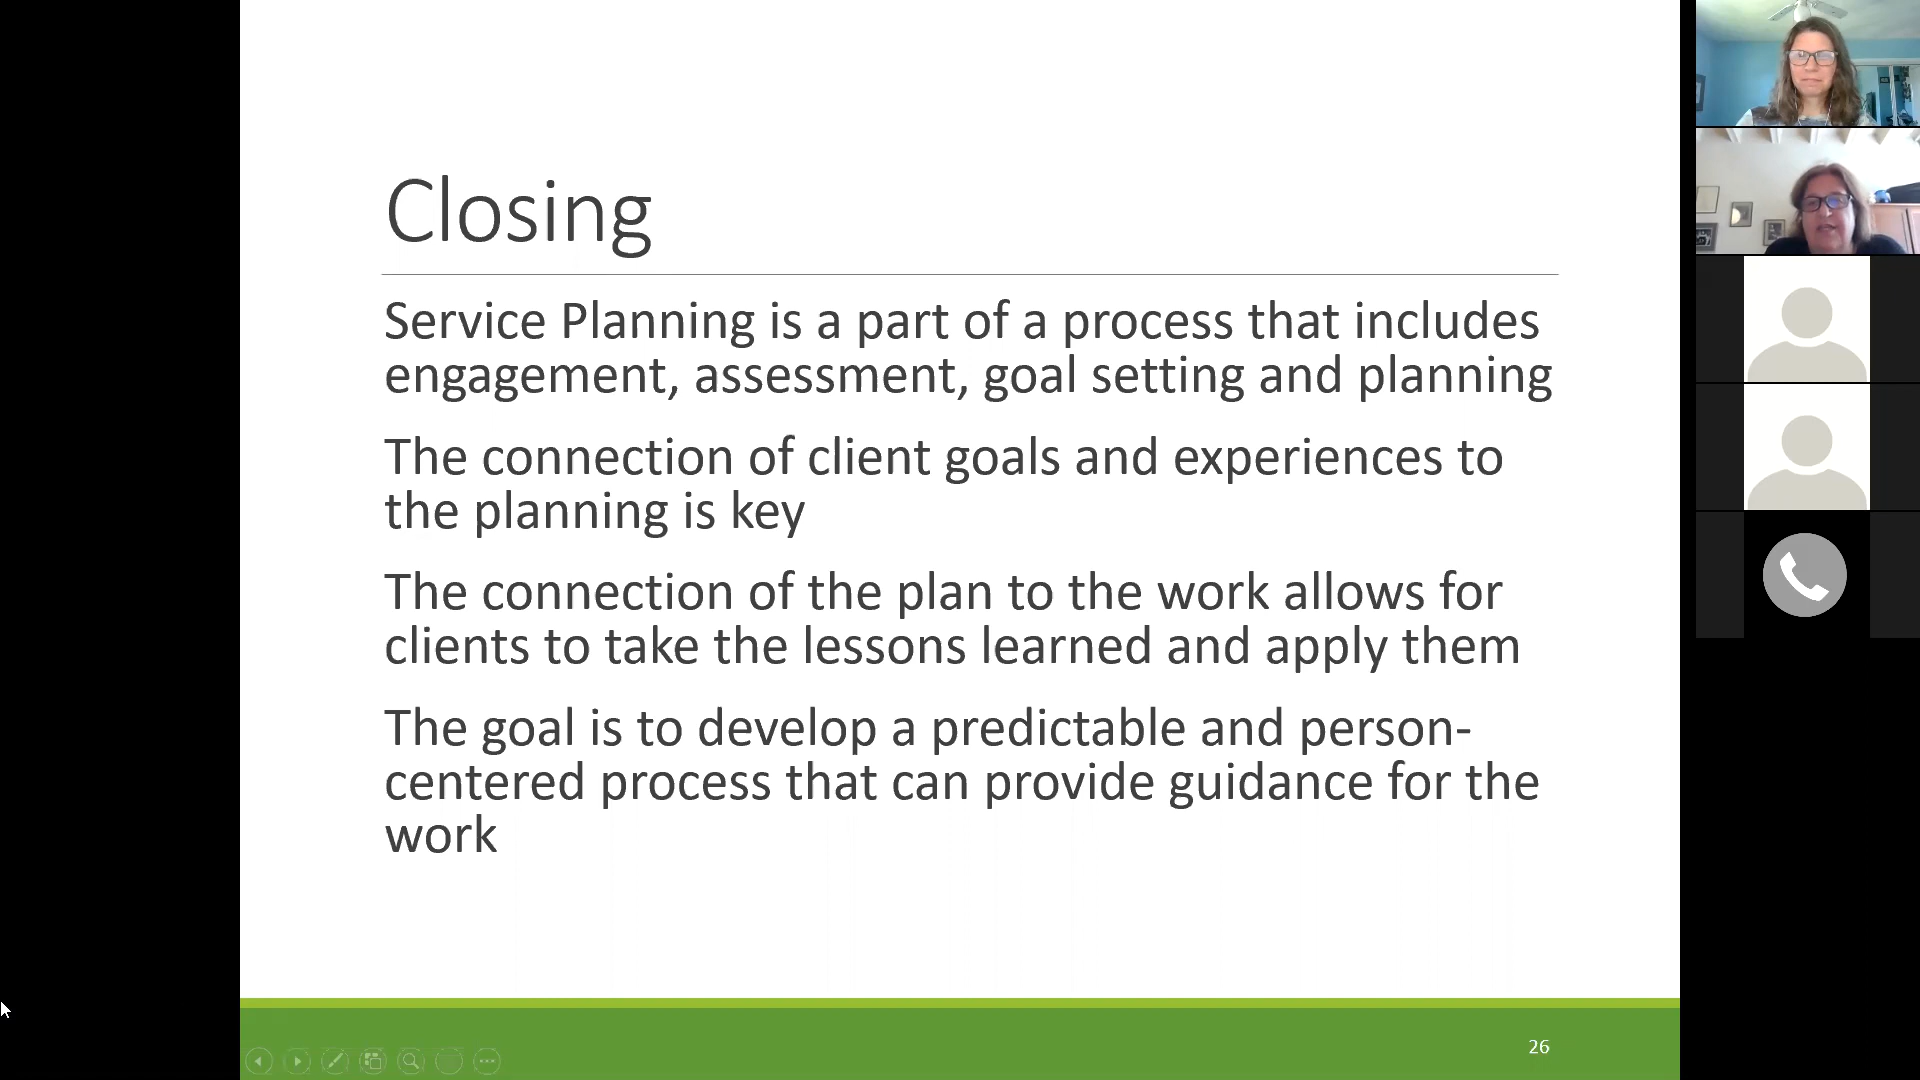 Closing
Service Planning is a part of a process that includes
engagement, assessment, goal setting and planning
The connection of client goals and experiences to
the planning is key
The connection of the plan to the work allows for
clients to take the lessons learned and apply them
The goal is to develop a predictable and person-
centered process that can provide guidance for the
work
26